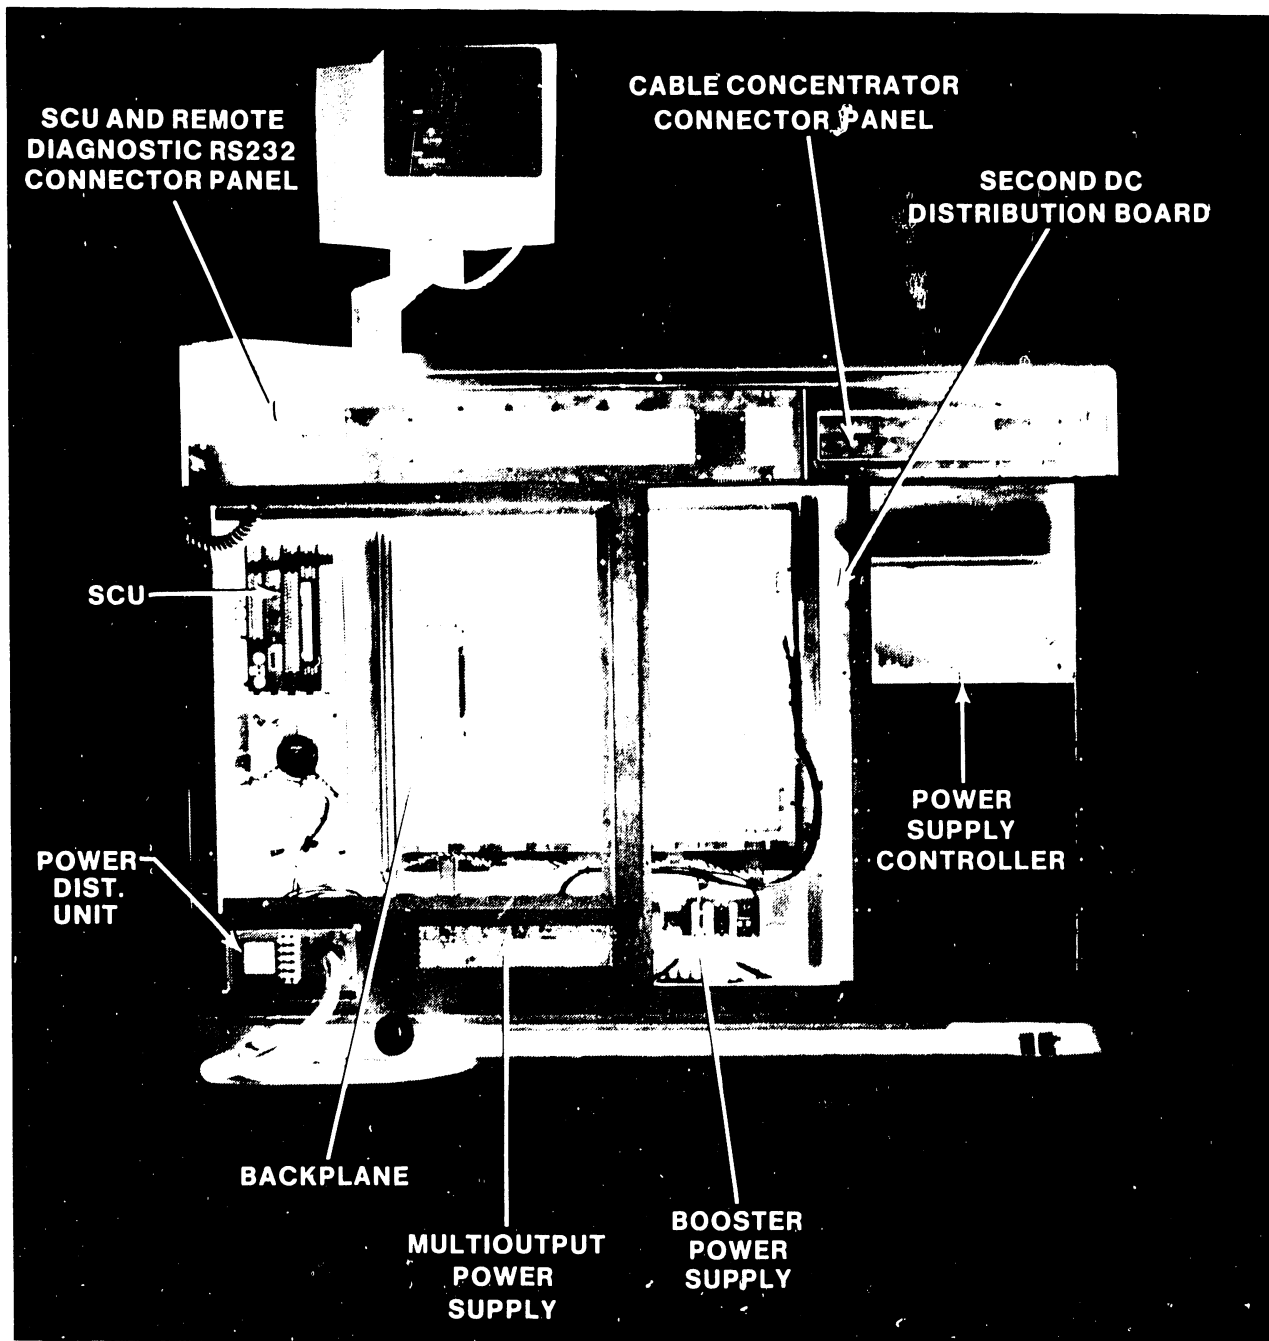 SCU AND REMOTE
DIAGNOSTIC RS232
CONNECTOR PANEL
CABLE CONCENTRATOR
CONNECTOR PANEL
SECOND DC
DISTRIBUTION BOARD
SCU
POWER
DIST.
UNIT
POWER
SUPPLY
CONTROLLER
BACKPLANE
MULTIOUTPUT
POWER
SUPPLY
BOOSTER
POWER
SUPPLY